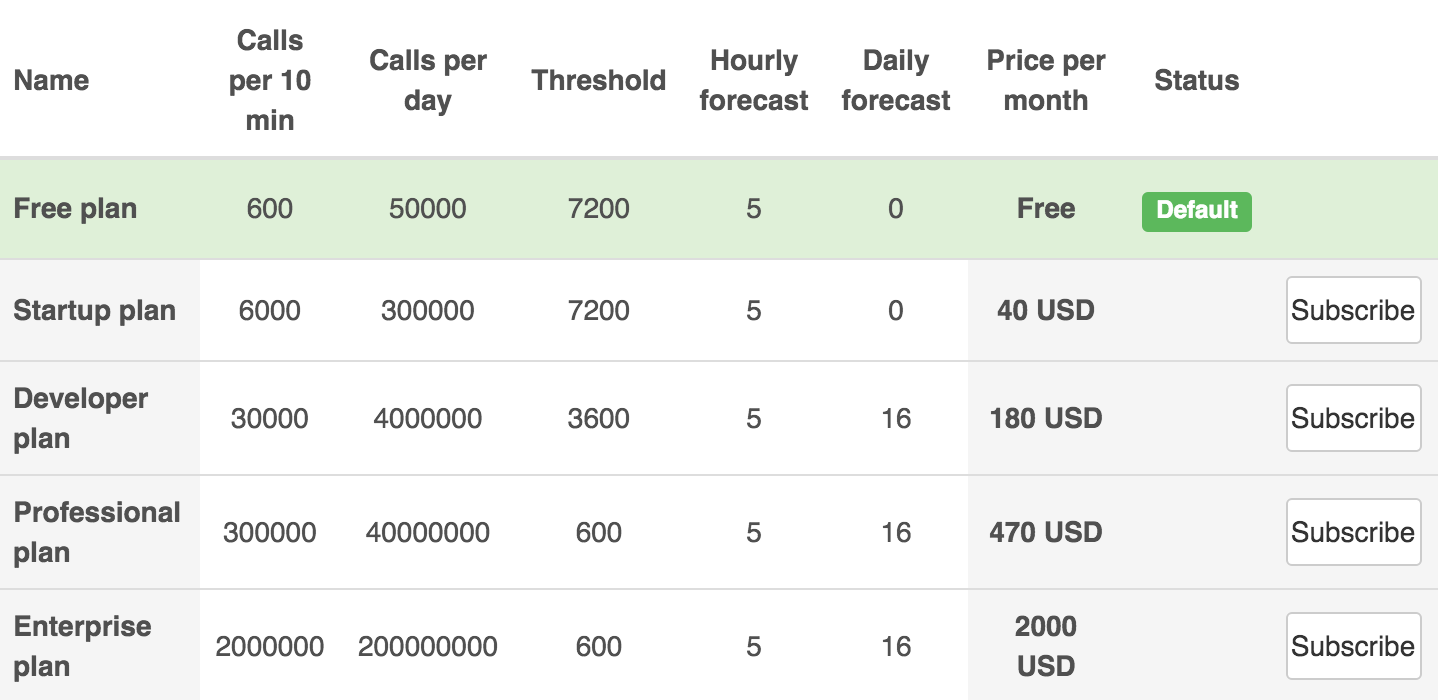 Name Calls per 10 min Calls per day Threshold Hourly forecast Daily forecast Price per month Status
Free plan 600 50000 7200 5 0 Free Default
Startup plan 6000 300000 7200 5 0 40 USD Subscribe
Developer plan 30000 4000000 3600 5 16 180 USD Subscribe
Professional plan 300000 40000000 600 5 16 470 USD Subscribe
Enterprise plan 2000000 200000000 600 5 16 2000 USD Subscribe